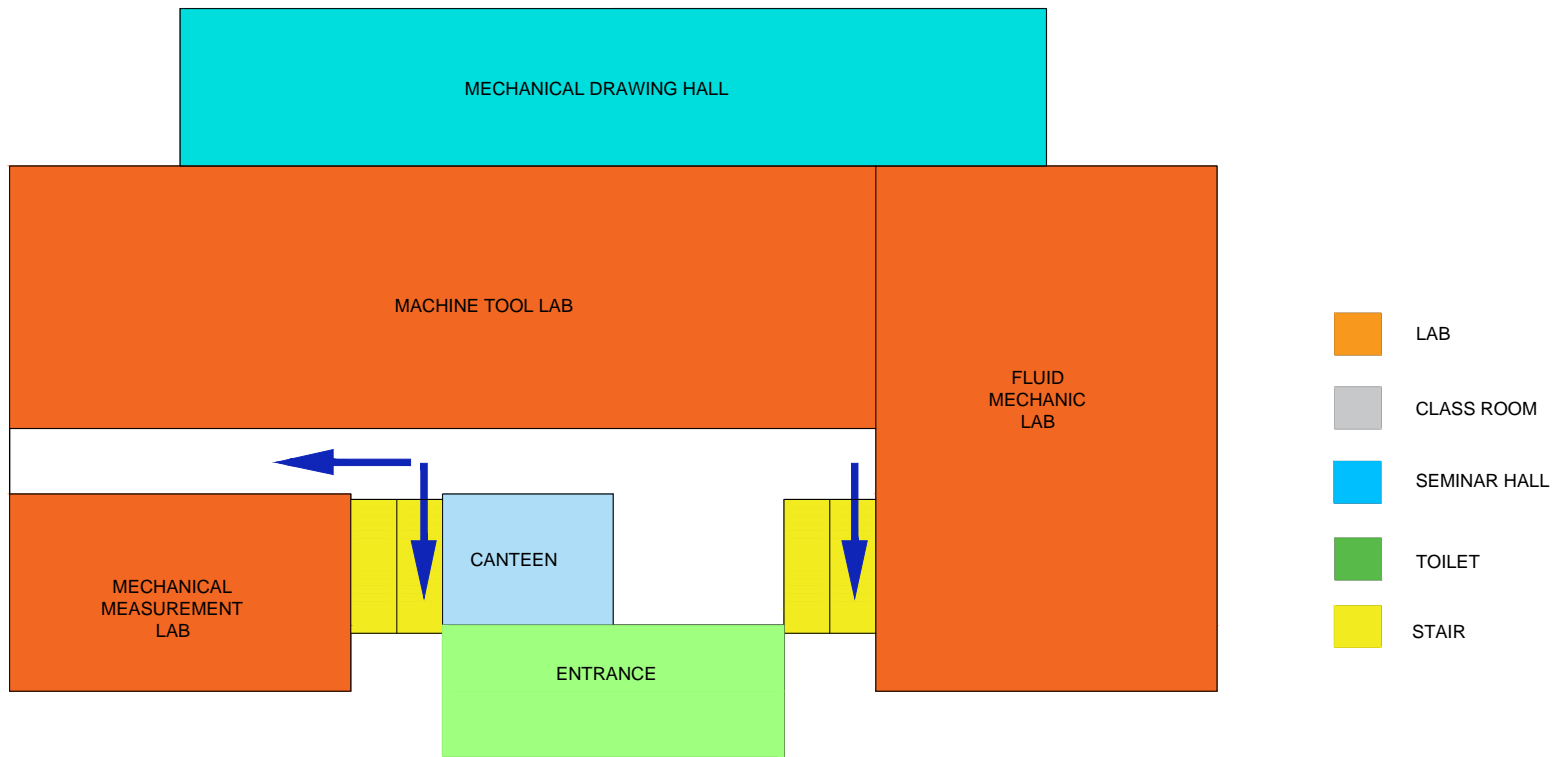 MECHANICAL DRAWING HALL
MACHINE TOOL LAB
FLUID
MECHANIC
LAB
CANTEEN
MECHANICAL
MEASUREMENT
LAB
ENTRANCE
LAB
CLASS ROOM
SEMINAR HALL
TOILET
STAIR